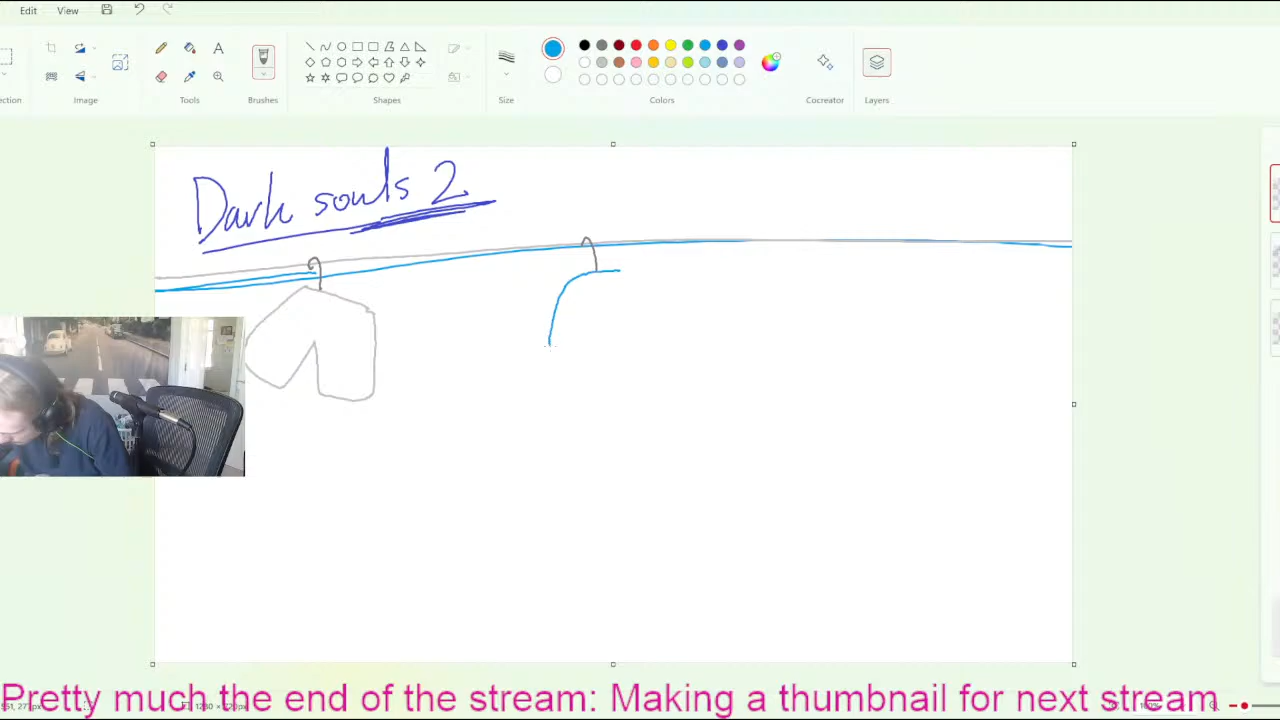 Edit View
A
Image
Tools
Brushes
Shapes
Size
Colors
Cocreator
Layers
Dark souls 2
Pretty much the end of the stream: Making a thumbnail for next stream